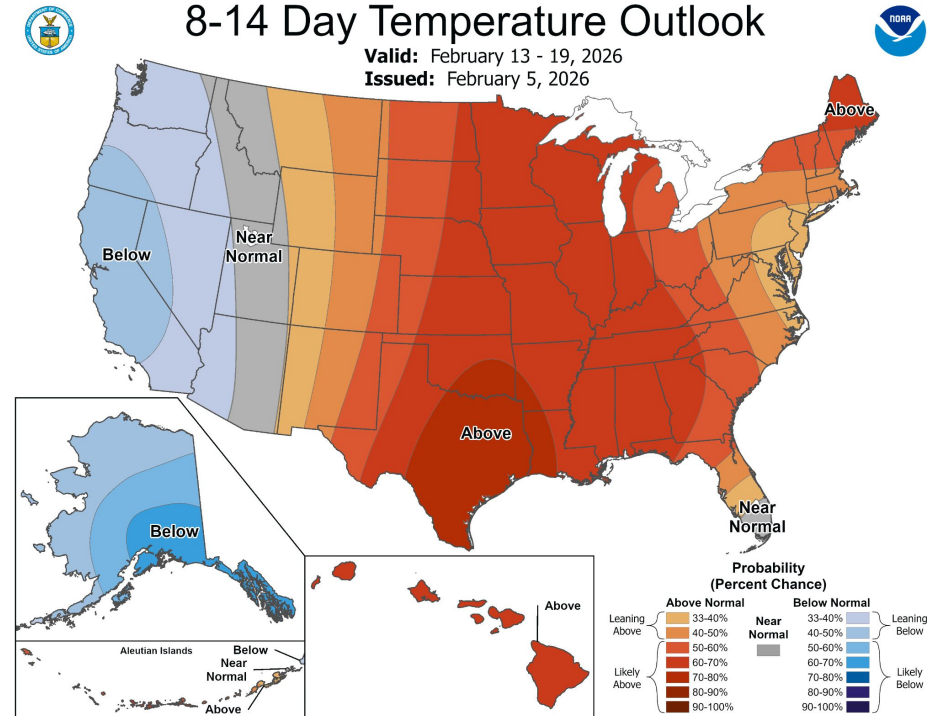 8-14 Day Temperature Outlook
Valid: February 13 - 19, 2026
Issued: February 5, 2026
NOAA
Above
Below
Near
Normal
Above
Near
Normal
Below
Above
Aleutian Islands
Below
Near
Normal
Above
Probability
(Percent Chance)
Above Normal
Below Normal
Leaning
Above
33-40%
40-50%
Near
Normal
33-40%
40-50%
Leaning
Below
Likely
Above
50-60%
60-70%
70-80%
80-90%
90-100%
50-60%
60-70%
70-80%
80-90%
90-100%
Likely
Below